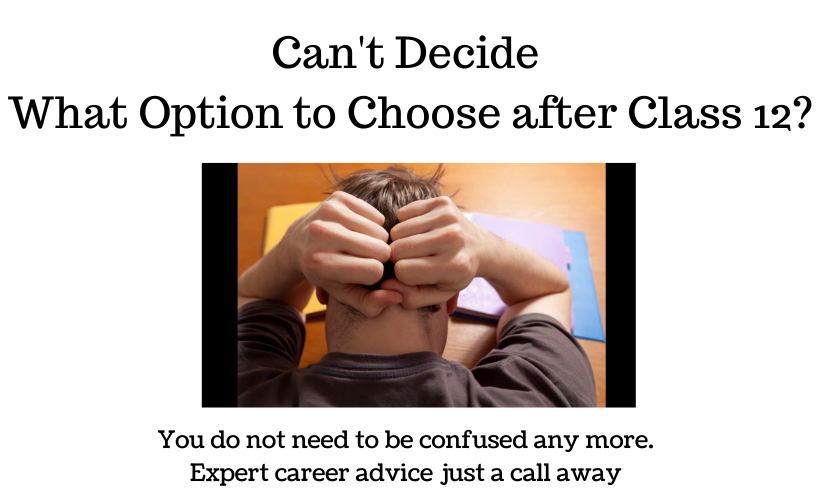 Can't Decide
What Option to Choose after Class 12?
You do not need to be confused any more.
Expert career advice just a call away